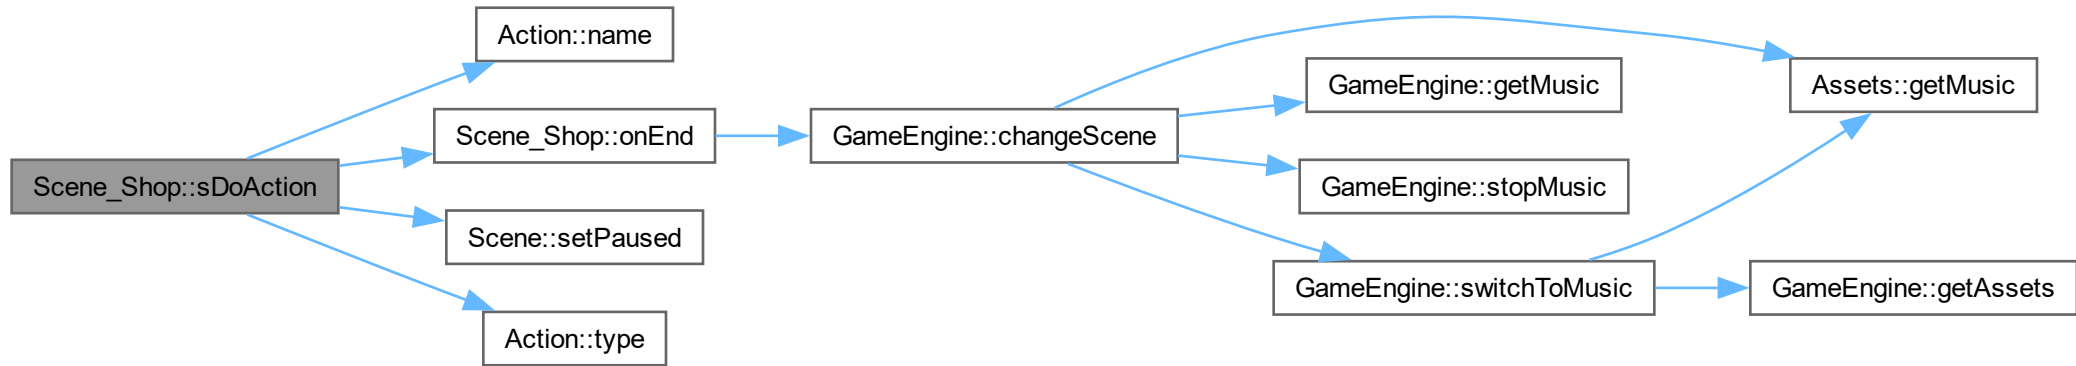 Scene_Shop::sDoAction
Action::name
Scene_Shop::onEnd
Scene::setPaused
Action::type
GameEngine::changeScene
GameEngine::getMusic
GameEngine::stopMusic
GameEngine::switchToMusic
Assets::getMusic
GameEngine::getAssets